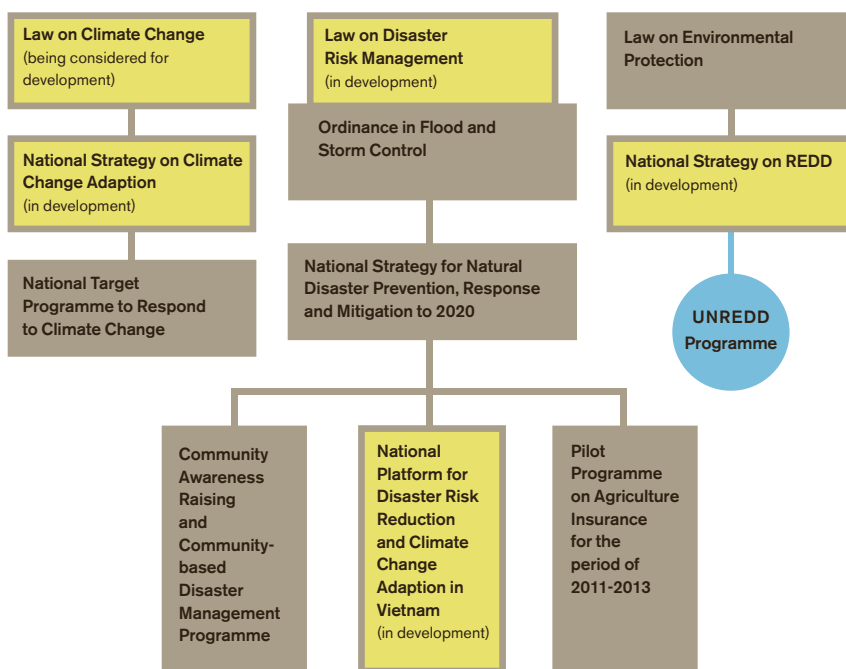 Law on Climate Change
(being considered for
development)
National Strategy on Climate
Change Adaption
(in development)
National Target
Programme to Respond
to Climate Change
Law on Disaster
Risk Management
(in development)
Ordinance in Flood and
Storm Control
National Strategy for Natural
Disaster Prevention, Response
and Mitigation to 2020
Law on Environmental
Protection
National Strategy on REDD
(in development)
UNREDD
Programme
Community
Awareness
Raising
and
Community-
based
Disaster
Management
Programme
National
Platform for
Disaster Risk
Reduction
and Climate
Change
Adaption in
Vietnam
(in development)
Pilot
Programme
on Agriculture
Insurance
for the
period of
2011-2013